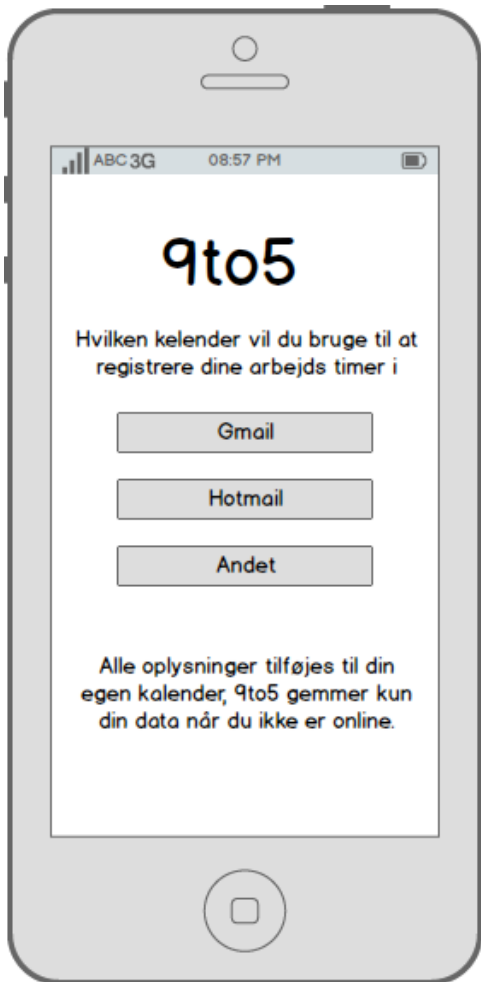 ABC 3G 08:57 PM
9to5
Hvilken kelender vil du bruge til at
registrere dine arbejds timer i
Gmail
Hotmail
Andet
Alle oplysninger tilføjes til din
egen kalender, 9to5 gemmer kun
din data når du ikke er online.